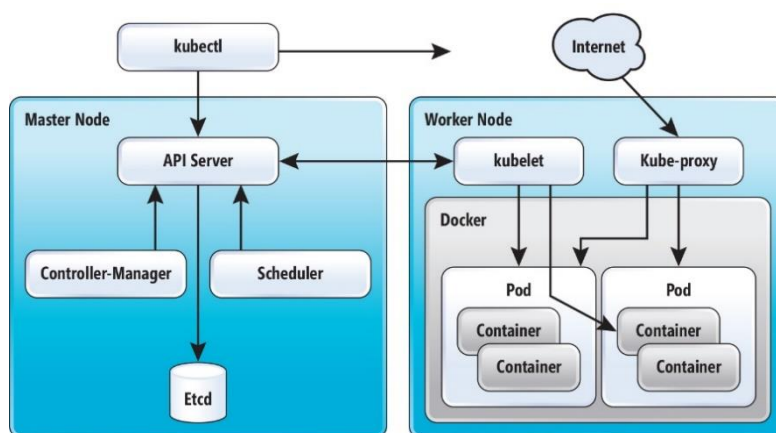 kubectl
Internet
Master Node
Worker Node
API Server
kubelet
Kube-proxy
Docker
Controller-Manager
Scheduler
Pod
Pod
Container
Container
Container
Container
Etcd